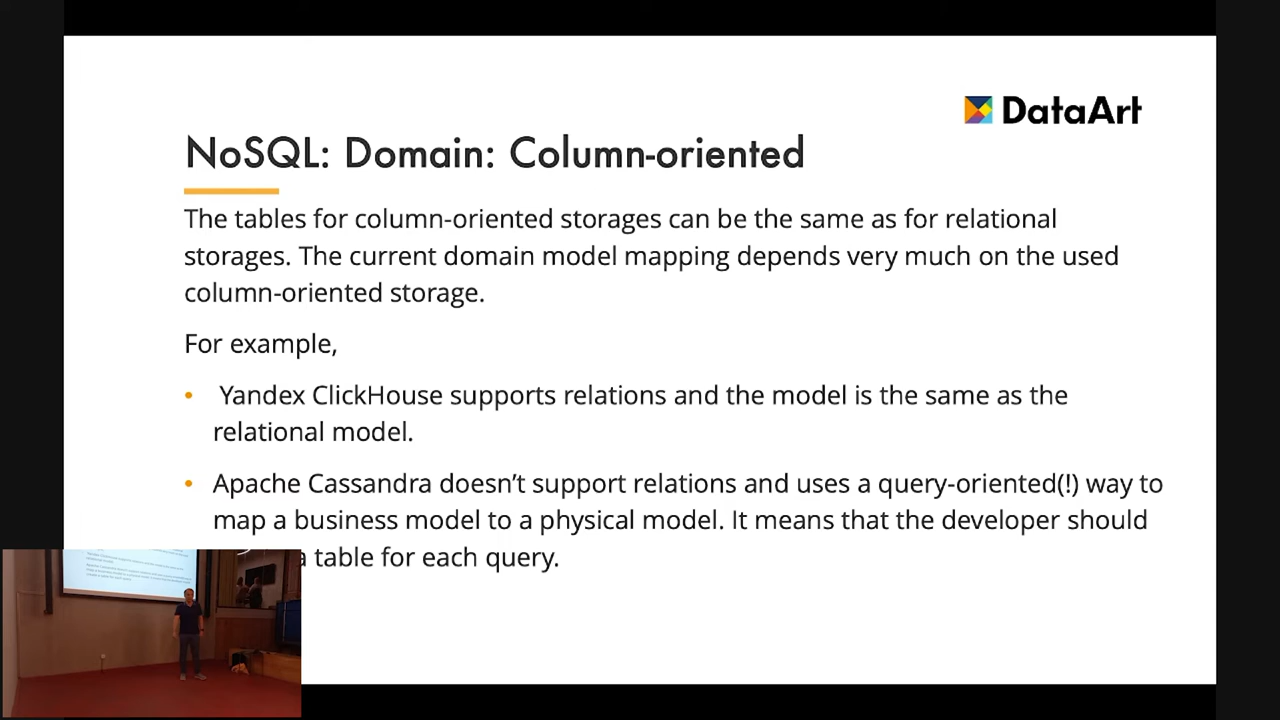 DataArt
NoSQL: Domain: Column-oriented
The tables for column-oriented storages can be the same as for relational
storages. The current domain model mapping depends very much on the used
column-oriented storage.
For example,
• Yandex ClickHouse supports relations and the model is the same as the
relational model.
• Apache Cassandra doesn’t support relations and uses a query-oriented(!) way to
map a business model to a physical model. It means that the developer should
a table for each query.